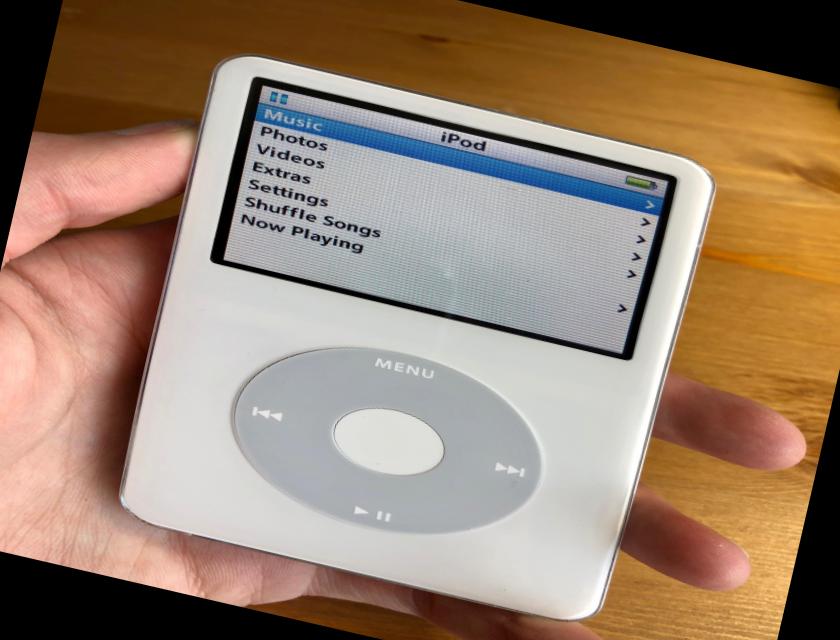 iPod
Music
Photos
Videos
Extras
Settings
Shuffle Songs
Now Playing
MENU